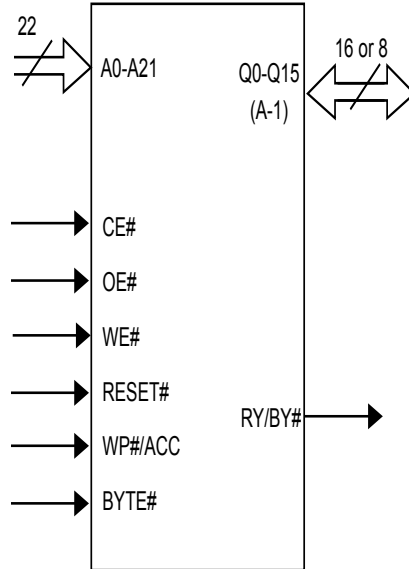 22
16 or 8
A0-A21
Q0-Q15
(A-1)
CE#
OE#
WE#
RESET#
RY/BY#
WP#/ACC
BYTE#